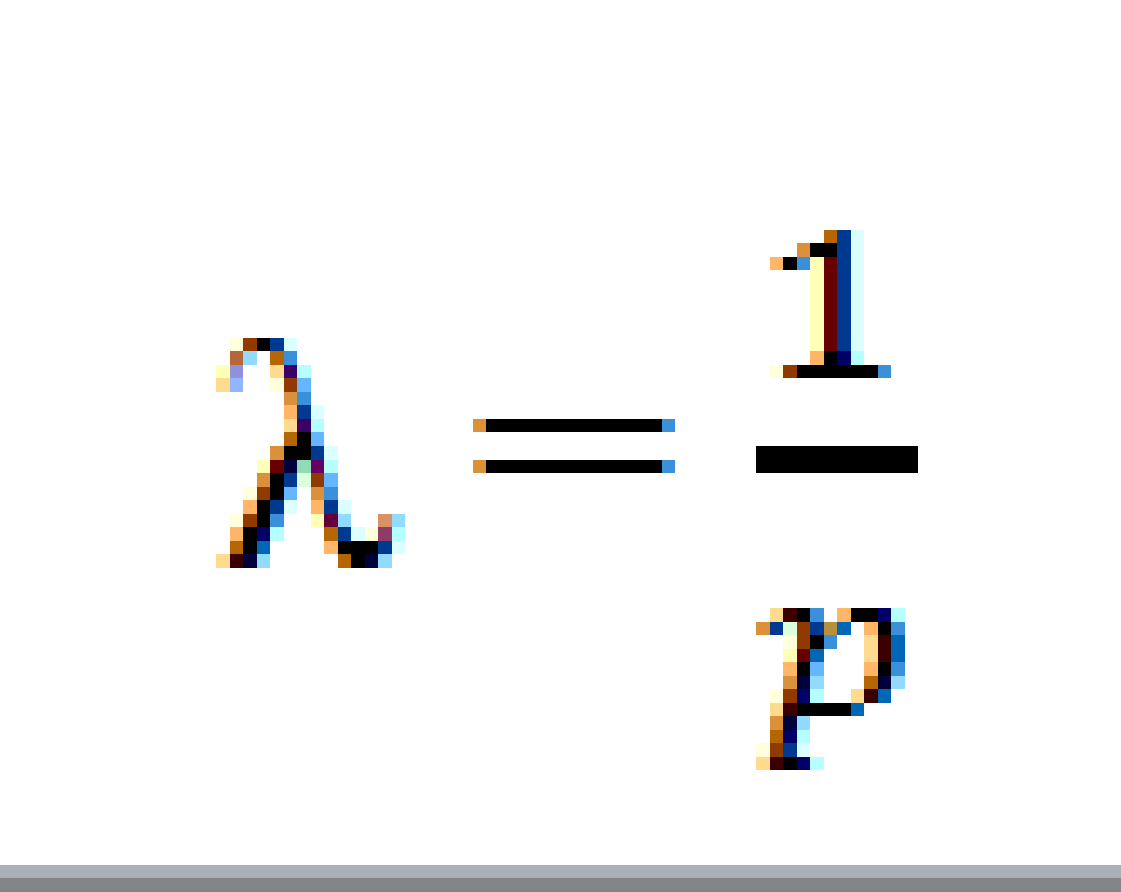 λ = 1/p